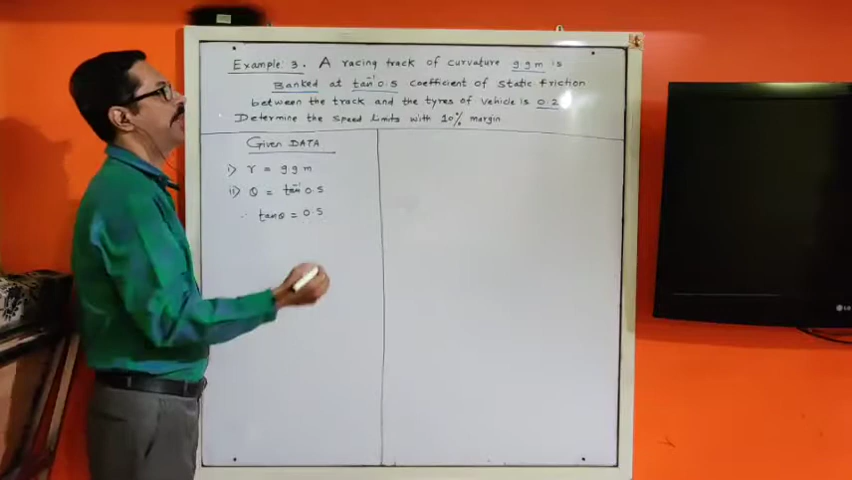 Example: 3. A racing track of curvature 9.9 m is
Banked at tan⁻¹ 0.5 coefficient of Static friction
between the track and the tyres of vehicle is 0.2
Determine the speed limits with 10% margin.
Given DATA
i) r = 9.9 m
ii) θ = tan⁻¹ 0.5
∴ tanθ = 0.5
LG